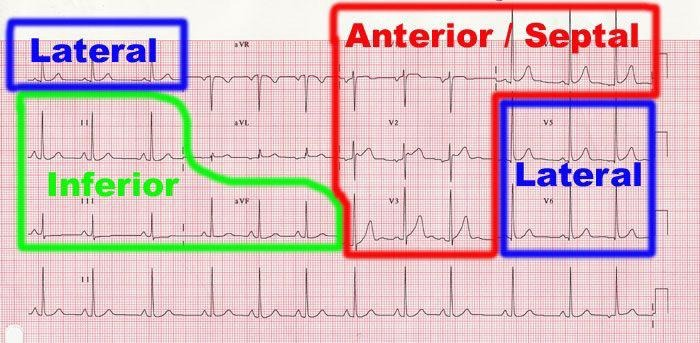 Lateral
aVR
Anterior / Septal
II
aVL
V2
V5
Inferior
Lateral
III
aVF
V3
V6
II